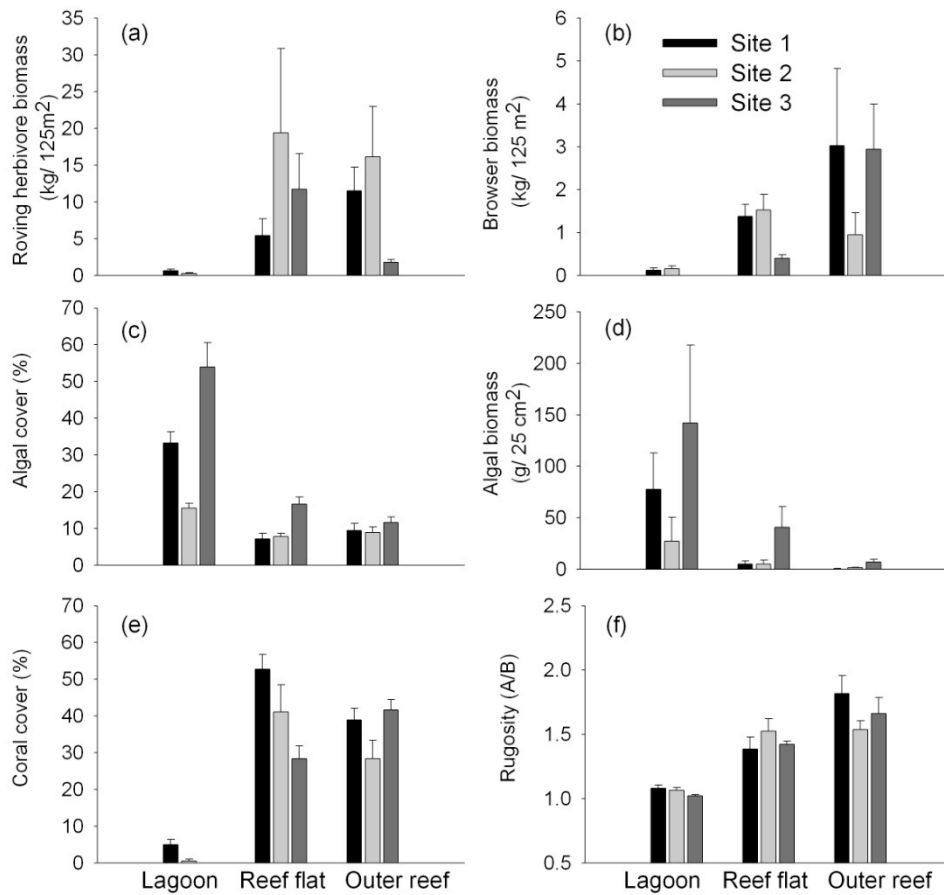 (a)
Roving herbivore biomass
(kg/ 125m²)
35
30
25
20
15
10
5
0
(b)
Browser biomass
(kg/ 125 m²)
6
5
4
3
2
1
0
Site 1
Site 2
Site 3
(c)
Algal cover (%)
70
60
50
40
30
20
10
0
(d)
Algal biomass
(g/ 25 cm²)
250
200
150
100
50
0
(e)
Coral cover (%)
70
60
50
40
30
20
10
0
Lagoon Reef flat Outer reef
(f)
Rugosity (A/B)
2.5
2.0
1.5
1.0
0.5
Lagoon Reef flat Outer reef